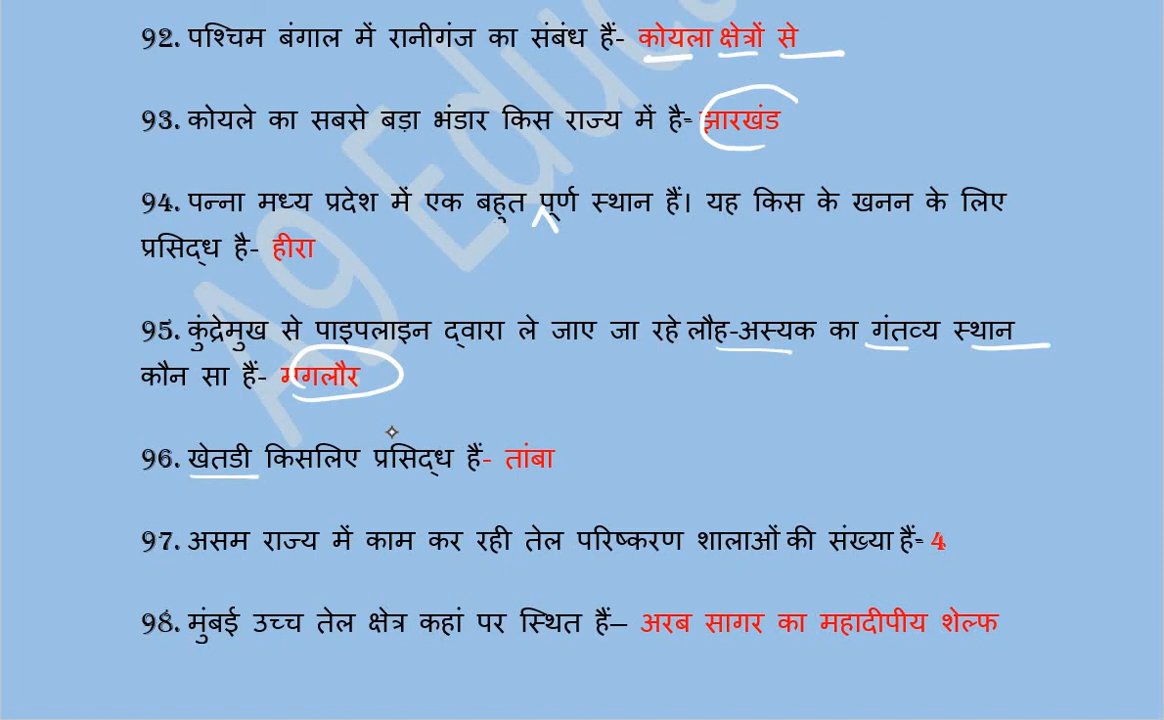 92. पश्चिम बंगाल में रानीगंज का संबंध हैं- कोयला क्षेत्रों से
93. कोयले का सबसे बड़ा भंडार किस राज्य में है- झारखंड
94. पन्ना मध्य प्रदेश में एक बहुत पूर्ण स्थान हैं। यह किस के खनन के लिए
प्रसिद्ध है- हीरा
95. कुंद्रेमुख से पाइपलाइन द्वारा ले जाए जा रहे लौह-अस्यक का गंतव्य स्थान
कौन सा हैं- मगलौर
96. खेतडी किसलिए प्रसिद्ध हैं- तांबा
97. असम राज्य में काम कर रही तेल परिष्करण शालाओं की संख्या हैं- 4
98. मुंबई उच्च तेल क्षेत्र कहां पर स्थित हैं– अरब सागर का महादीपीय शेल्फ